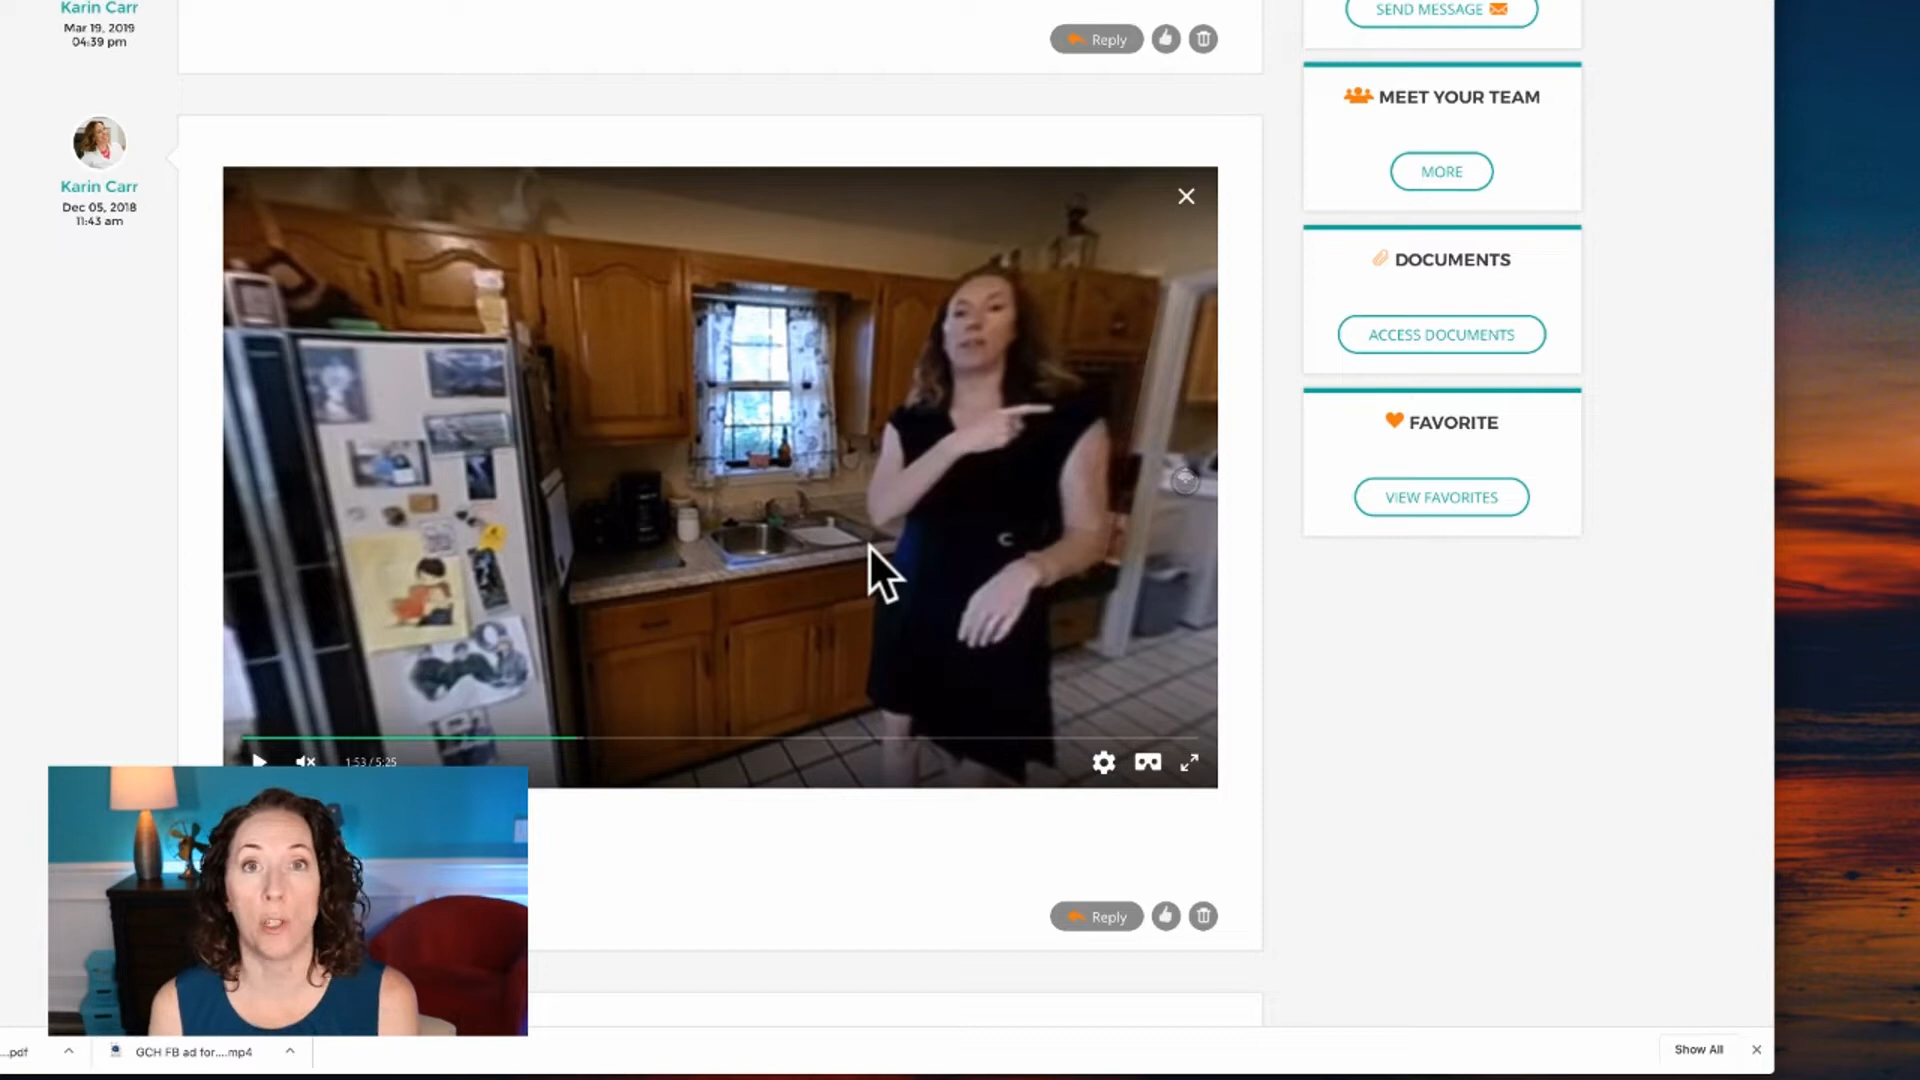 Karin Carr
Mar 19, 2019
04:39 pm
Reply
SEND MESSAGE
MEET YOUR TEAM
MORE
Karin Carr
Dec 05, 2018
11:43 am
DOCUMENTS
ACCESS DOCUMENTS
FAVORITE
VIEW FAVORITES
1:53 / 5:25
Reply
...pdf
GCH FB ad for....mp4
Show All